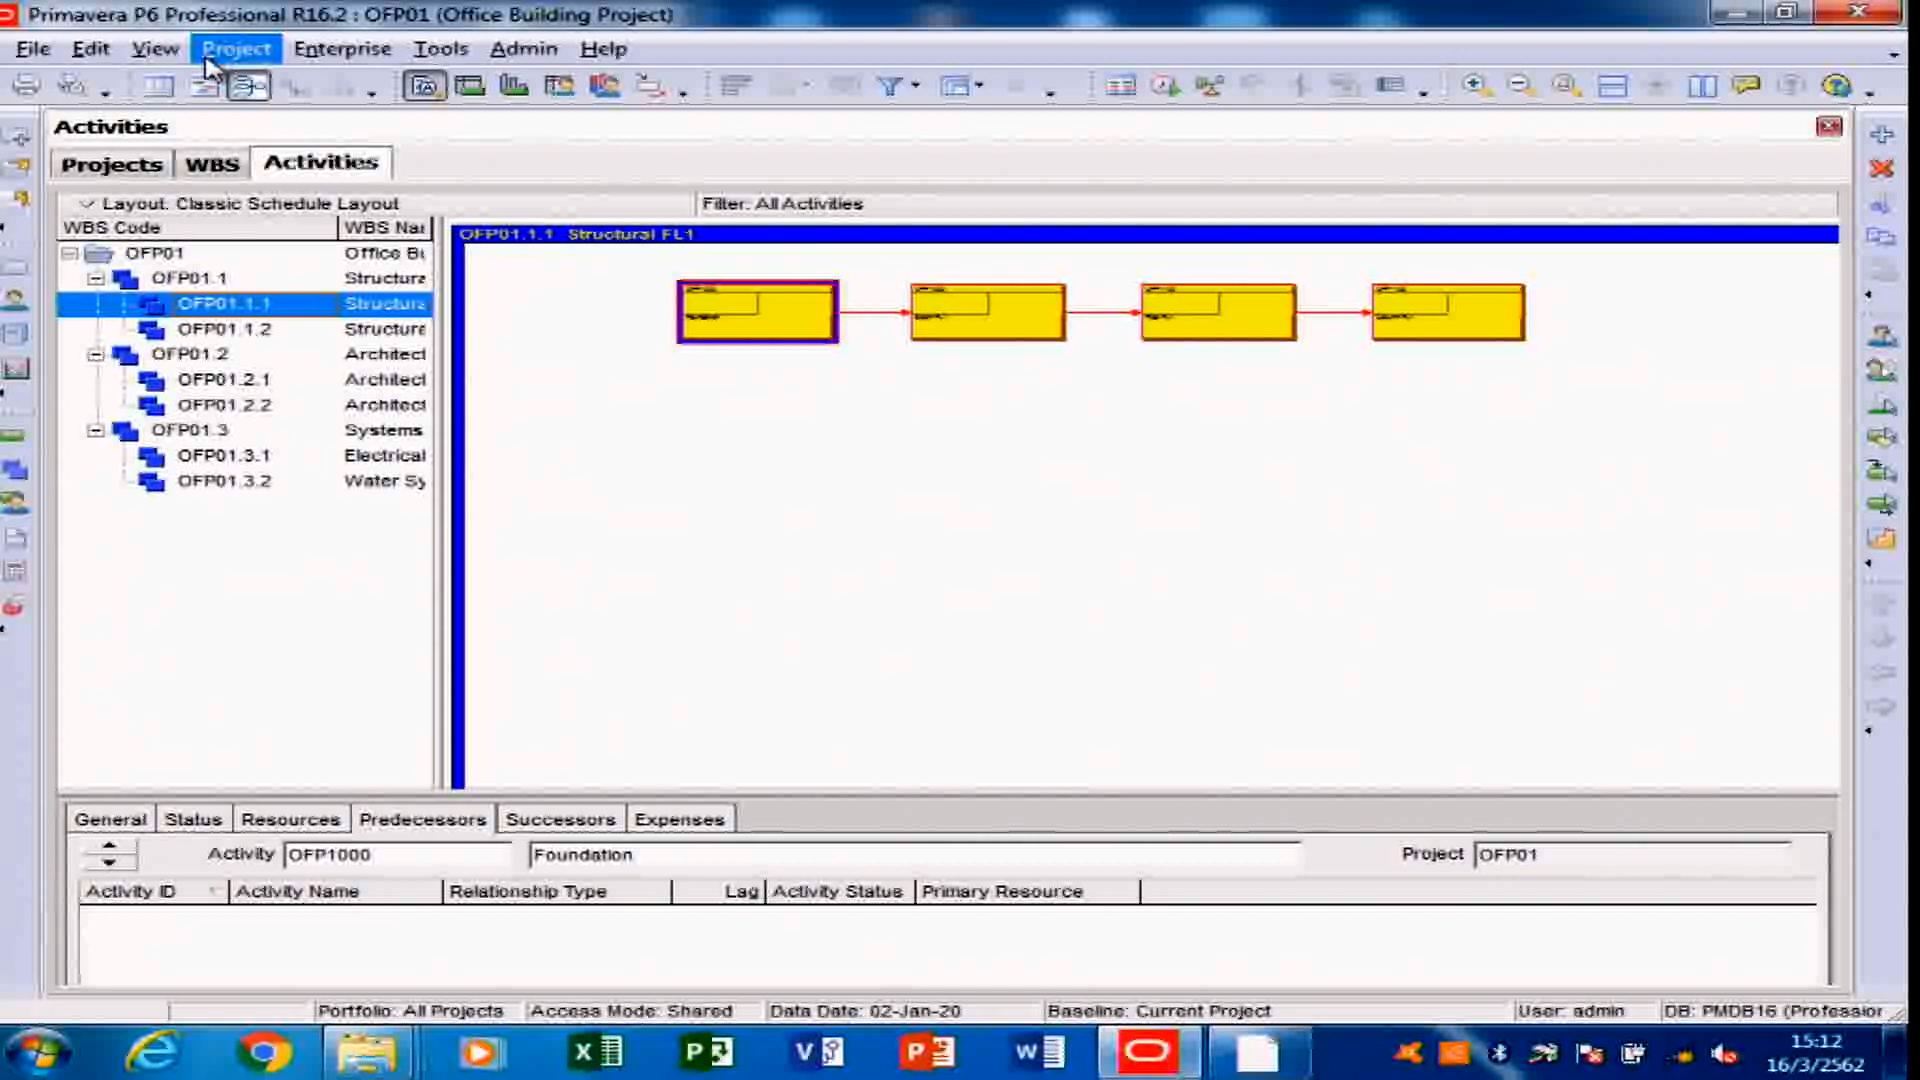 Primavera P6 Professional R16.2 : OFP01 (Office Building Project)
File Edit View Project Enterprise Tools Admin Help
Activities
Projects WBS Activities
Layout: Classic Schedule Layout Filter: All Activities
WBS Code WBS Nar
OFP01.1.1 Structural FL1
OFP01 Office Bu
OFP01.1 Structura
OFP01.1.1 Structura
OFP01.1.2 Structura
OFP01.2 Architect
OFP01.2.1 Architect
OFP01.2.2 Architect
OFP01.3 Systems
OFP01.3.1 Electrical
OFP01.3.2 Water Sy
General Status Resources Predecessors Successors Expenses
Activity OFP1000 Foundation Project OFP01
Activity ID Activity Name Relationship Type Lag Activity Status Primary Resource
Portfolio: All Projects Access Mode: Shared Data Date: 02-Jan-20 Baseline: Current Project User: admin DB: PMDB16 (Profession
15:12
16/3/2562